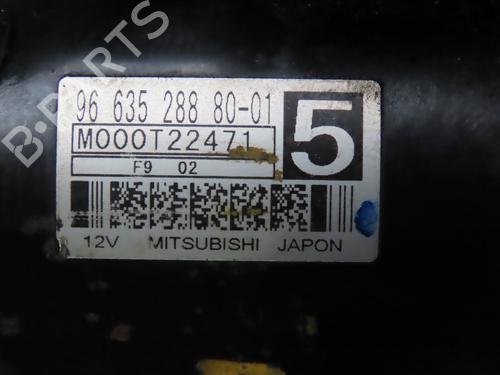 96 635 288 80-01
5
M000T22471
F9 02
12V MITSUBISHI JAPON
B-PARTS